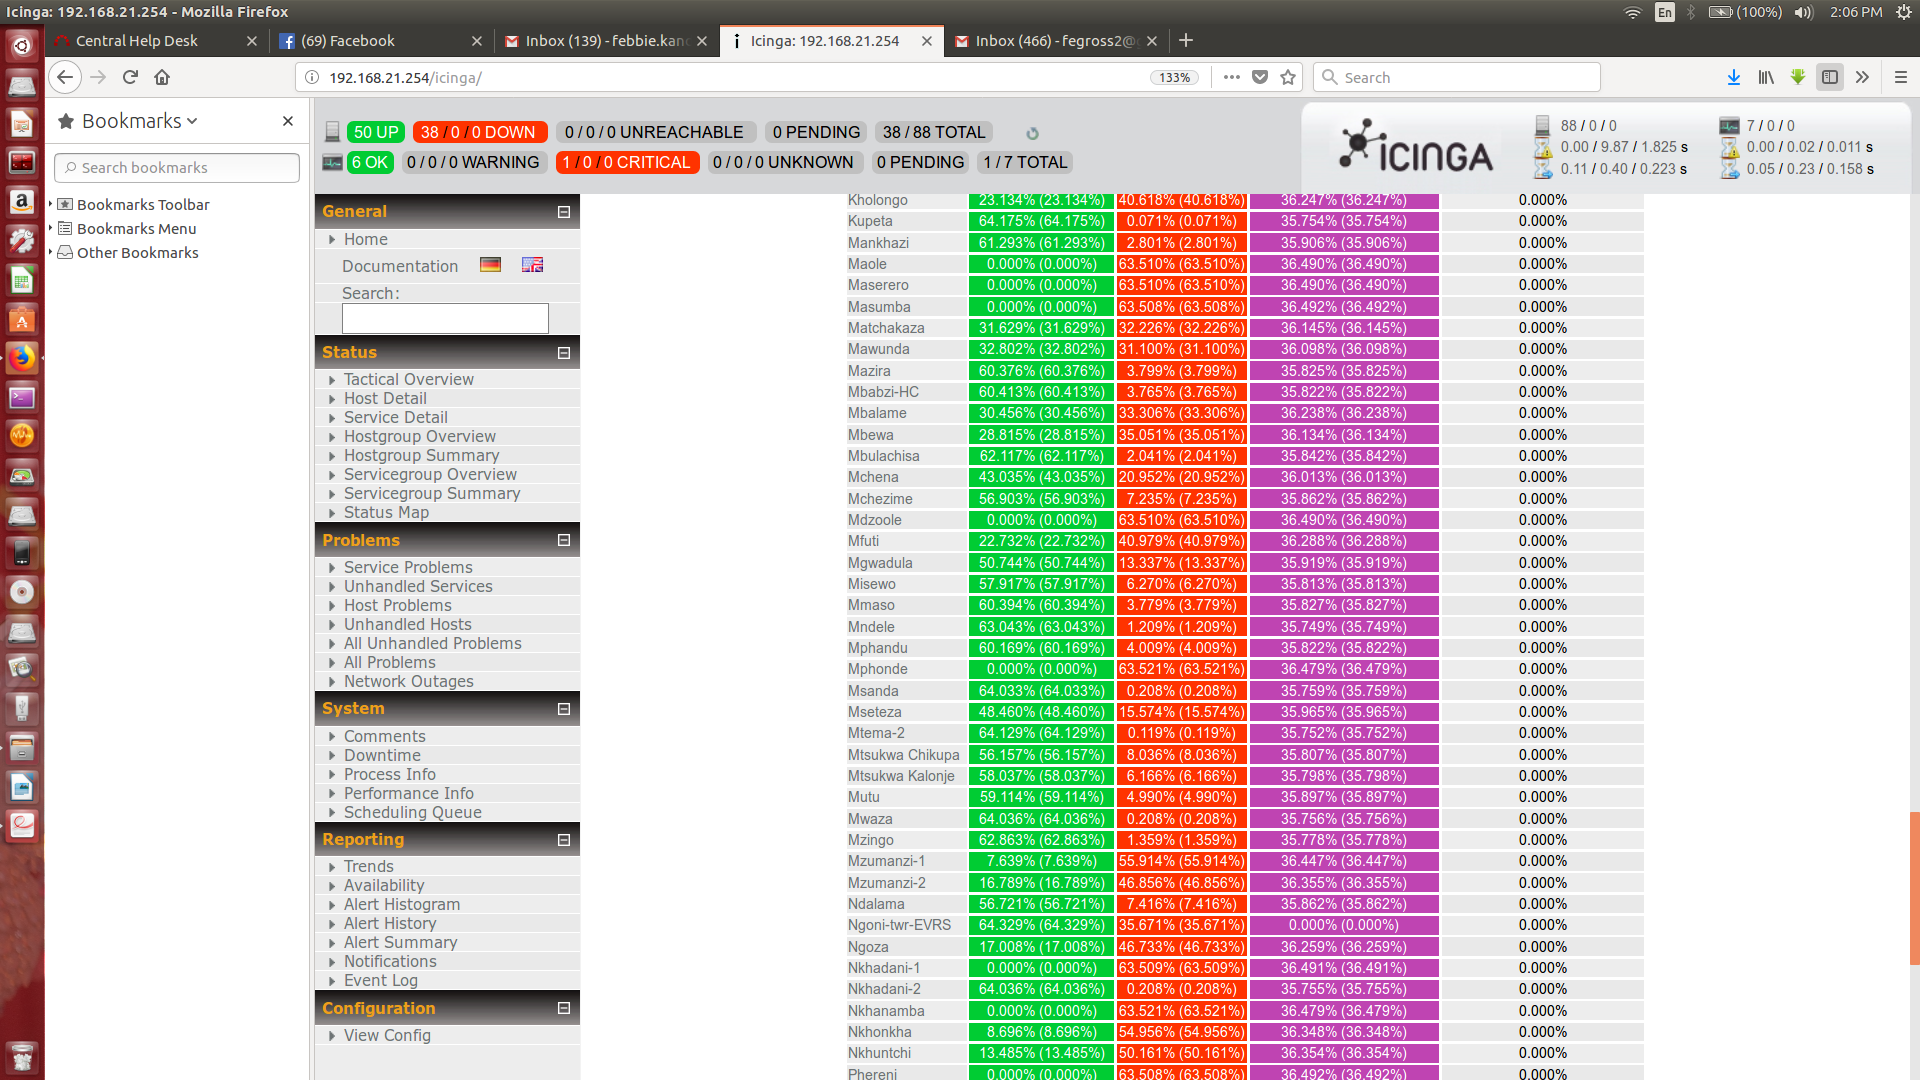 Icinga: 192.168.21.254 - Mozilla Firefox
En
(100%)
2:06 PM
Central Help Desk
(69) Facebook
Inbox (139) - febbie.kan
Icinga: 192.168.21.254
Inbox (466) - fegross2@
192.168.21.254/icinga/
133%
Search
Bookmarks
Search bookmarks
Bookmarks Toolbar
Bookmarks Menu
Other Bookmarks
50 UP 38 / 0 / 0 DOWN 0 / 0 / 0 UNREACHABLE 0 PENDING 38 / 88 TOTAL
6 OK 0 / 0 / 0 WARNING 1 / 0 / 0 CRITICAL 0 / 0 / 0 UNKNOWN 0 PENDING 1 / 7 TOTAL
ICINGA
88 / 0 / 0
0.00 / 9.87 / 1.825 s
0.11 / 0.40 / 0.223 s
7 / 0 / 0
0.00 / 0.02 / 0.011 s
0.05 / 0.23 / 0.158 s
General
Home
Documentation
Search:
Status
Tactical Overview
Host Detail
Service Detail
Hostgroup Overview
Hostgroup Summary
Servicegroup Overview
Servicegroup Summary
Status Map
Problems
Service Problems
Unhandled Services
Host Problems
Unhandled Hosts
All Unhandled Problems
All Problems
Network Outages
System
Comments
Downtime
Process Info
Performance Info
Scheduling Queue
Reporting
Trends
Availability
Alert Histogram
Alert History
Alert Summary
Notifications
Event Log
Configuration
View Config
Kholongo 23.134% (23.134%) 40.618% (40.618%) 36.247% (36.247%) 0.000%
Kupeta 64.175% (64.175%) 0.071% (0.071%) 35.754% (35.754%) 0.000%
Mankhazi 61.293% (61.293%) 2.801% (2.801%) 35.906% (35.906%) 0.000%
Maole 0.000% (0.000%) 63.510% (63.510%) 36.490% (36.490%) 0.000%
Maserero 0.000% (0.000%) 63.510% (63.510%) 36.490% (36.490%) 0.000%
Masumba 0.000% (0.000%) 63.508% (63.508%) 36.492% (36.492%) 0.000%
Matchakaza 31.629% (31.629%) 32.226% (32.226%) 36.145% (36.145%) 0.000%
Mawunda 32.802% (32.802%) 31.100% (31.100%) 36.098% (36.098%) 0.000%
Mazira 60.376% (60.376%) 3.799% (3.799%) 35.825% (35.825%) 0.000%
Mbabzi-HC 60.413% (60.413%) 3.765% (3.765%) 35.822% (35.822%) 0.000%
Mbalame 30.456% (30.456%) 33.306% (33.306%) 36.238% (36.238%) 0.000%
Mbewa 28.815% (28.815%) 35.051% (35.051%) 36.134% (36.134%) 0.000%
Mbulachisa 62.117% (62.117%) 2.041% (2.041%) 35.842% (35.842%) 0.000%
Mchena 43.035% (43.035%) 20.952% (20.952%) 36.013% (36.013%) 0.000%
Mchezime 56.903% (56.903%) 7.235% (7.235%) 35.862% (35.862%) 0.000%
Mdzoole 0.000% (0.000%) 63.510% (63.510%) 36.490% (36.490%) 0.000%
Mfuti 22.732% (22.732%) 40.979% (40.979%) 36.288% (36.288%) 0.000%
Mgwadula 50.744% (50.744%) 13.337% (13.337%) 35.919% (35.919%) 0.000%
Misewo 57.917% (57.917%) 6.270% (6.270%) 35.813% (35.813%) 0.000%
Mmaso 60.394% (60.394%) 3.779% (3.779%) 35.827% (35.827%) 0.000%
Mndele 63.043% (63.043%) 1.209% (1.209%) 35.749% (35.749%) 0.000%
Mphandu 60.169% (60.169%) 4.009% (4.009%) 35.822% (35.822%) 0.000%
Mphonde 0.000% (0.000%) 63.521% (63.521%) 36.479% (36.479%) 0.000%
Msanda 64.033% (64.033%) 0.208% (0.208%) 35.759% (35.759%) 0.000%
Mseteza 48.460% (48.460%) 15.574% (15.574%) 35.965% (35.965%) 0.000%
Mtema-2 64.129% (64.129%) 0.119% (0.119%) 35.752% (35.752%) 0.000%
Mtsukwa Chikupa 56.157% (56.157%) 8.036% (8.036%) 35.807% (35.807%) 0.000%
Mtsukwa Kalonje 58.037% (58.037%) 6.166% (6.166%) 35.798% (35.798%) 0.000%
Mutu 59.114% (59.114%) 4.990% (4.990%) 35.897% (35.897%) 0.000%
Mwaza 64.036% (64.036%) 0.208% (0.208%) 35.756% (35.756%) 0.000%
Mzingo 62.863% (62.863%) 1.359% (1.359%) 35.778% (35.778%) 0.000%
Mzumanzi-1 7.639% (7.639%) 55.914% (55.914%) 36.447% (36.447%) 0.000%
Mzumanzi-2 16.789% (16.789%) 46.856% (46.856%) 36.355% (36.355%) 0.000%
Ndalama 56.721% (56.721%) 7.416% (7.416%) 35.862% (35.862%) 0.000%
Ngoni-twr-EVRS 64.329% (64.329%) 35.671% (35.671%) 0.000% (0.000%) 0.000%
Ngoza 17.008% (17.008%) 46.733% (46.733%) 36.259% (36.259%) 0.000%
Nkhadani-1 0.000% (0.000%) 63.509% (63.509%) 36.491% (36.491%) 0.000%
Nkhadani-2 64.036% (64.036%) 0.208% (0.208%) 35.755% (35.755%) 0.000%
Nkhanamba 0.000% (0.000%) 63.521% (63.521%) 36.479% (36.479%) 0.000%
Nkhonkha 8.696% (8.696%) 54.956% (54.956%) 36.348% (36.348%) 0.000%
Nkhuntchi 13.485% (13.485%) 50.161% (50.161%) 36.354% (36.354%) 0.000%
Phereni 0.000% (0.000%) 63.508% (63.508%) 36.492% (36.492%) 0.000%